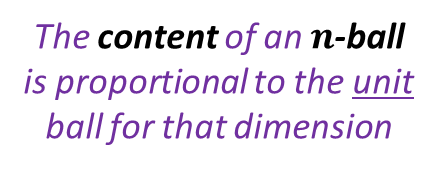 The content of an n-ball
is proportional to the unit
ball for that dimension